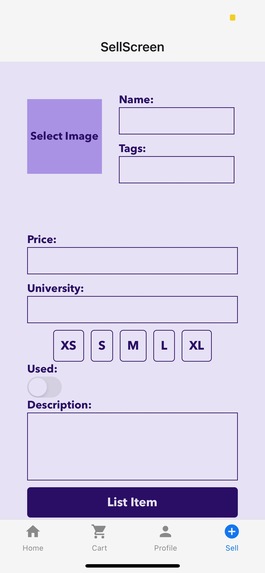 SellScreen
Name:
Select Image
Tags:
Price:
University:
XS S M L XL
Used:
Description:
List Item
Home Cart Profile Sell